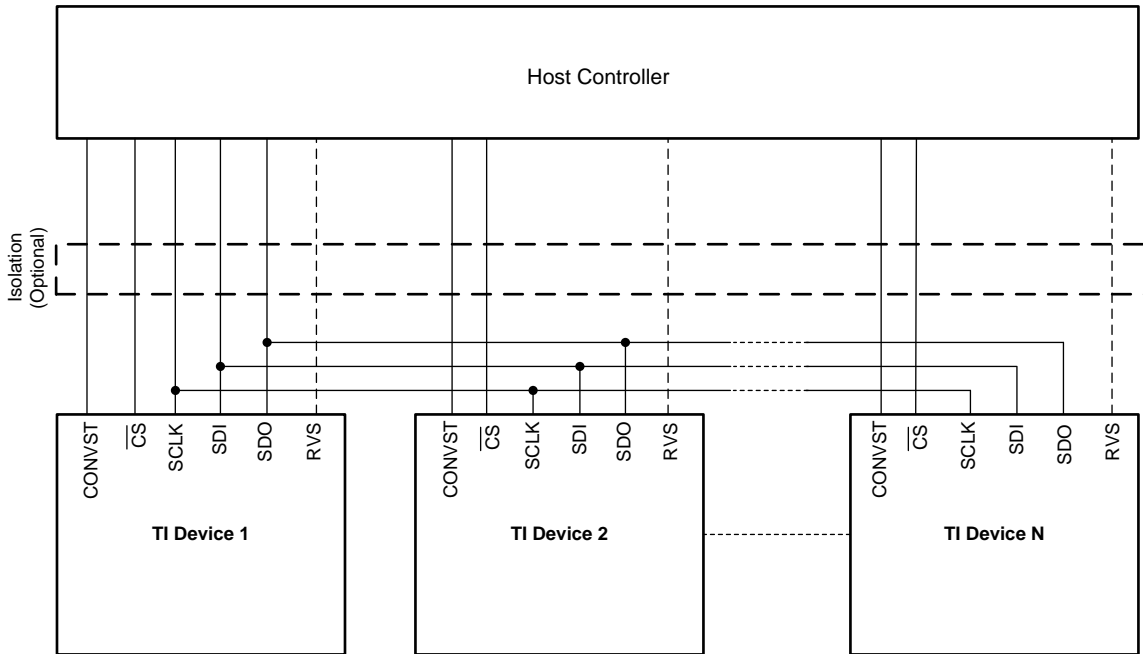 Host Controller
Isolation
(Optional)
CONVST
CS
SCLK
SDI
SDO
RVS
CONVST
CS
SCLK
SDI
SDO
RVS
CONVST
CS
SCLK
SDI
SDO
RVS
TI Device 1
TI Device 2
TI Device N